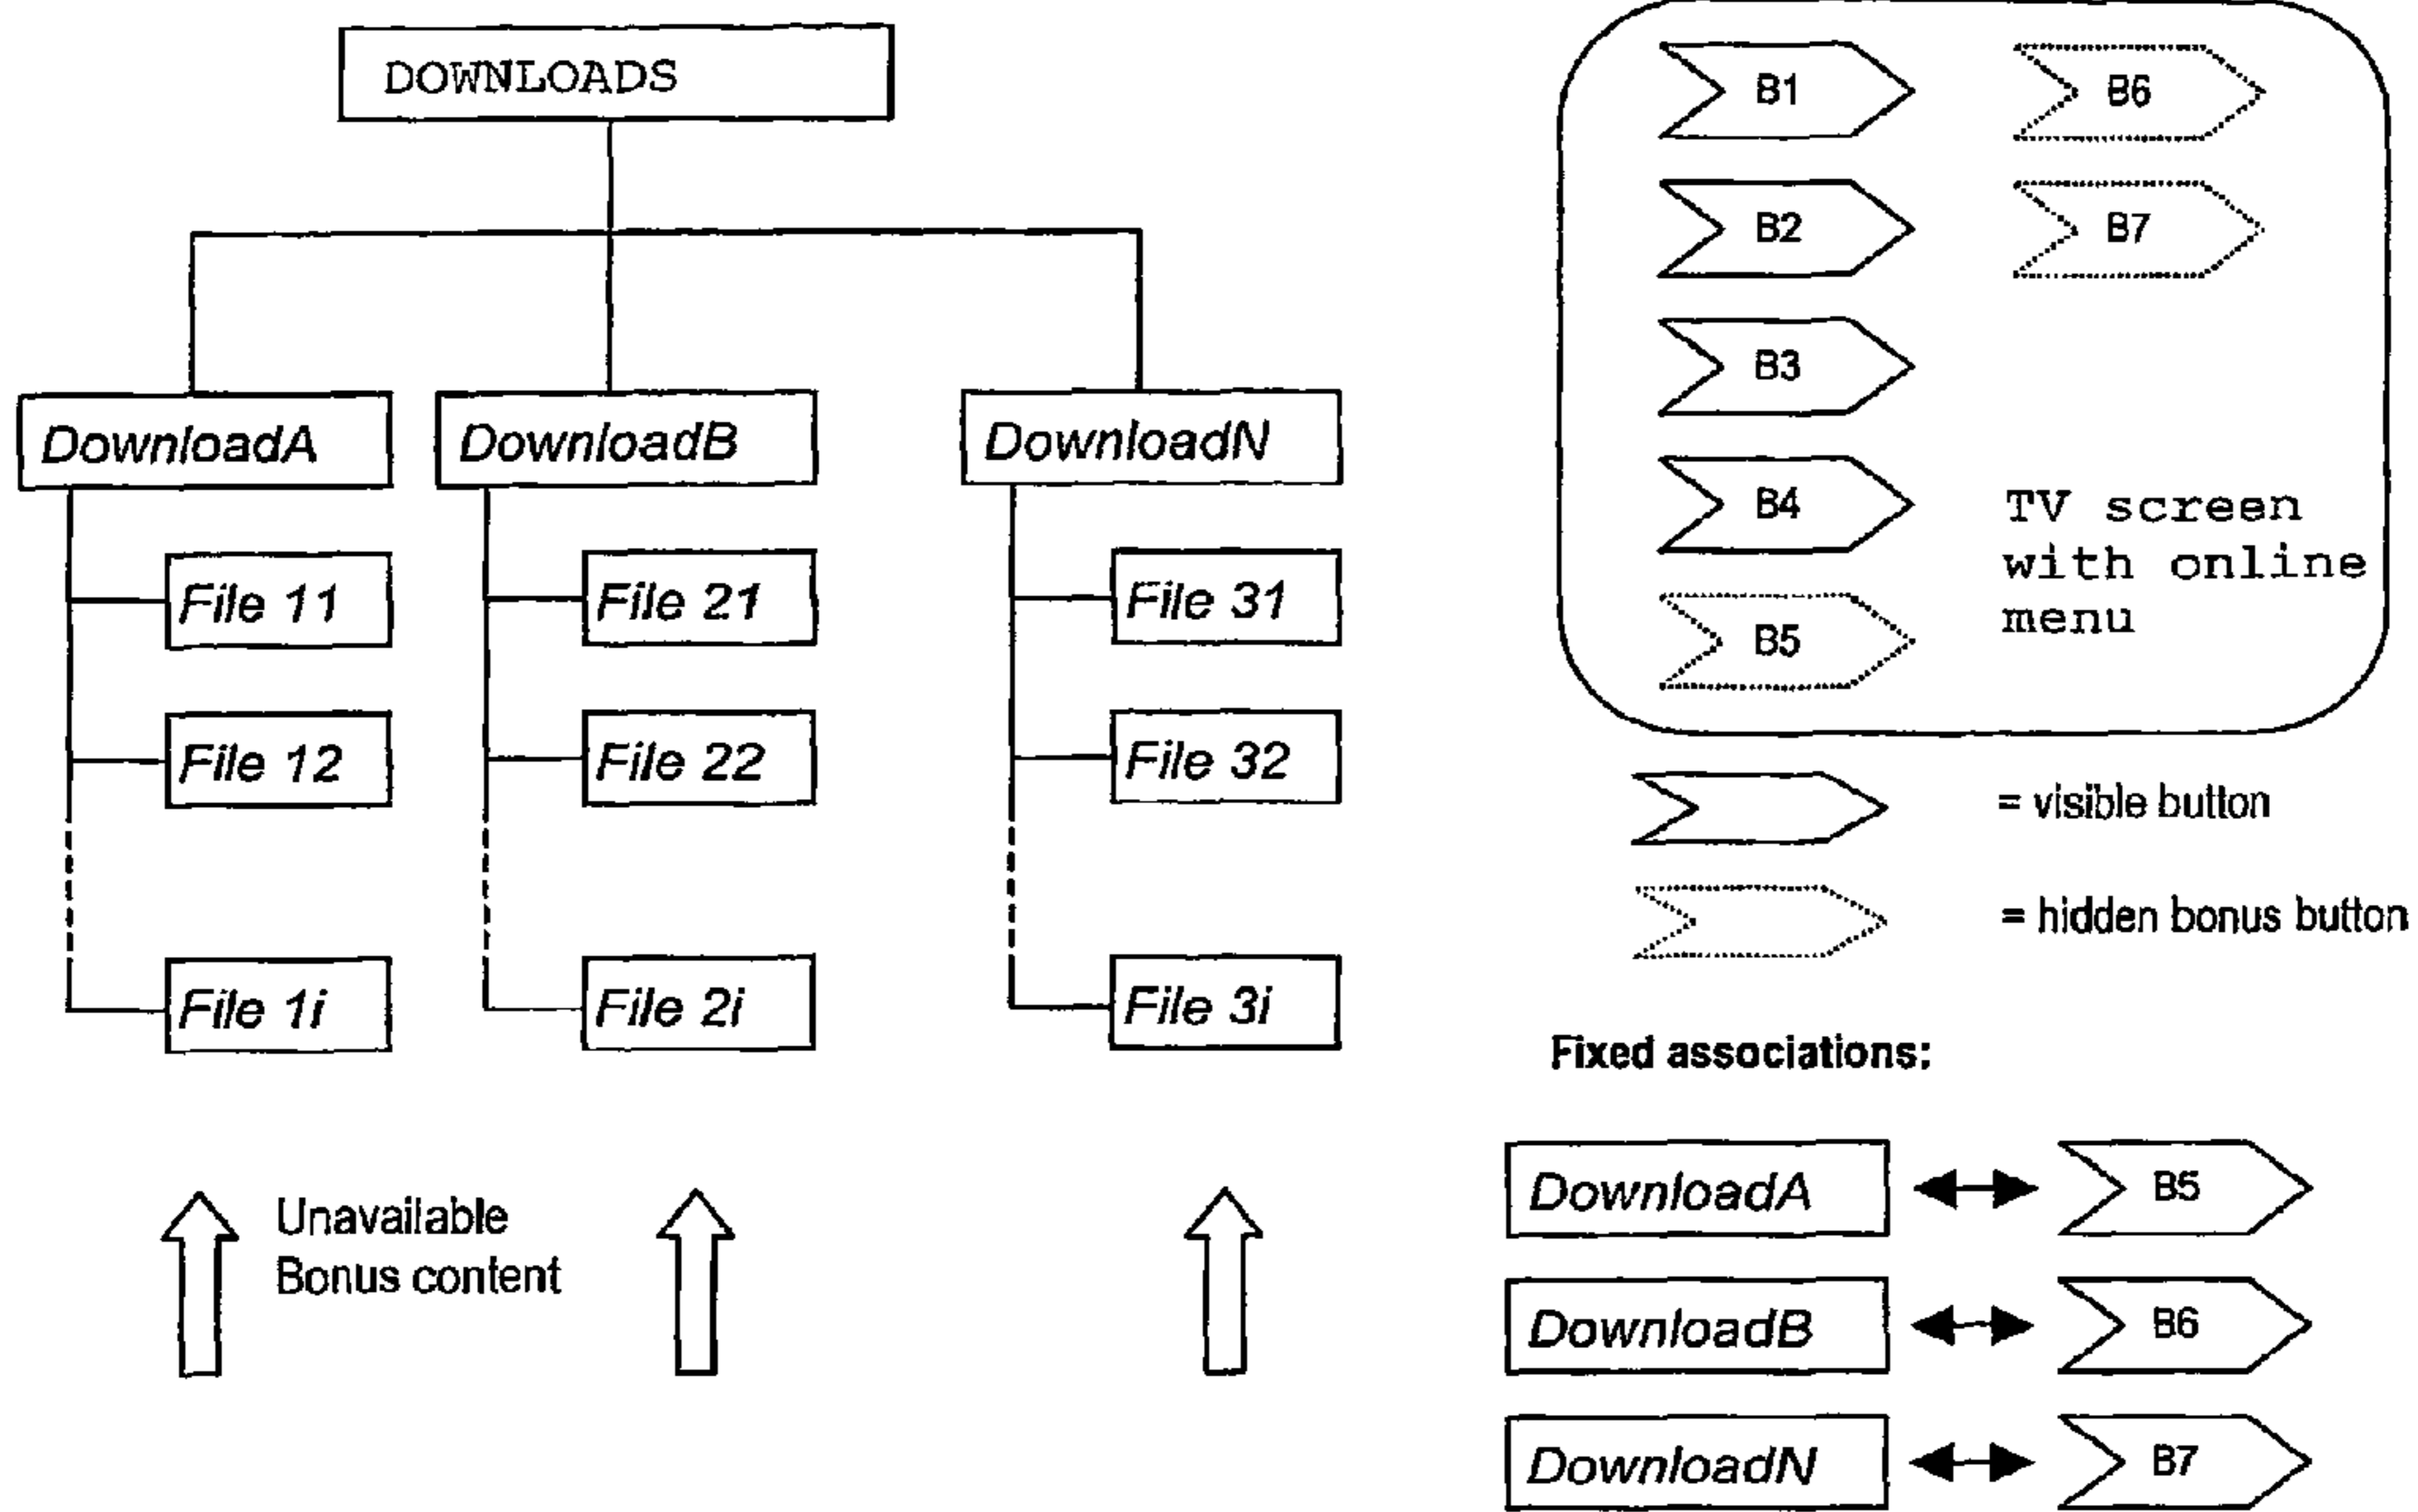 DOWNLOADS
DownloadA
DownloadB
DownloadN
File 11
File 21
File 31
File 12
File 22
File 32
File 1i
File 2i
File 3i
Unavailable
Bonus content
B1
B6
B2
B7
B3
B4
B5
TV screen
with online
menu
= visible button
= hidden bonus button
Fixed associations:
DownloadA
B5
DownloadB
B6
DownloadN
B7